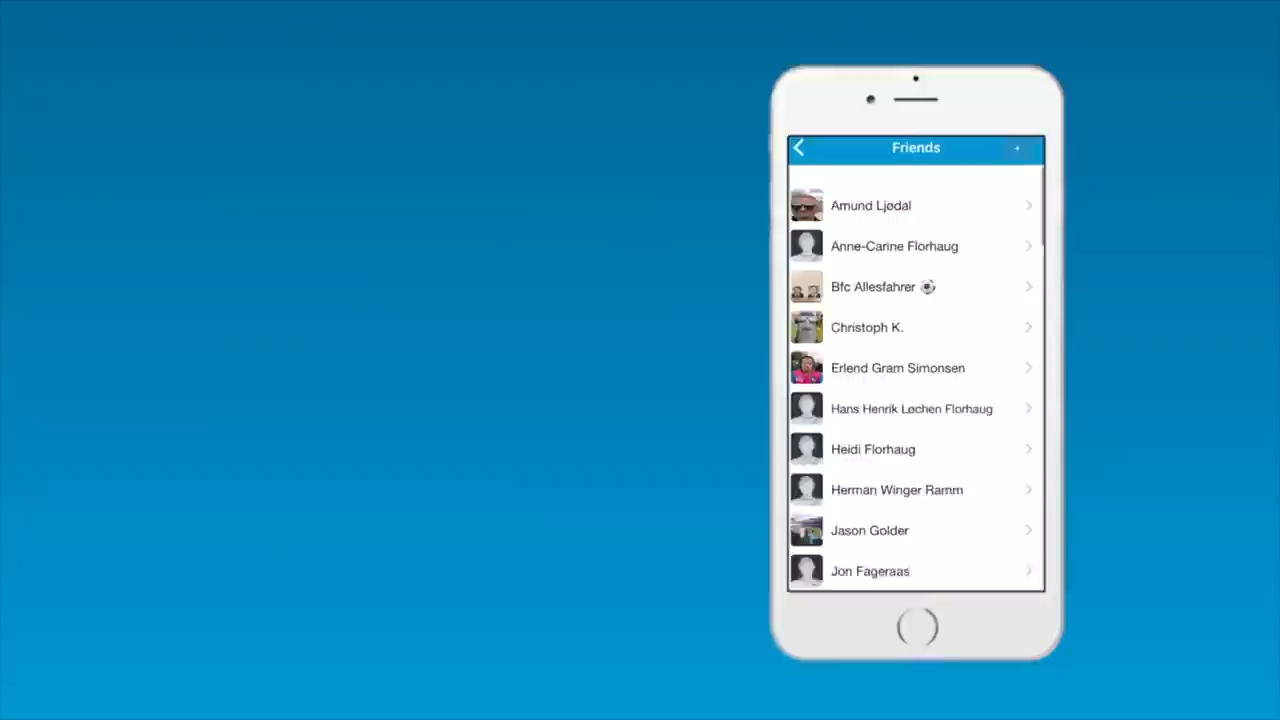 Friends
Amund Ljødal
Anne-Carine Florhaug
Bfc Allesfahrer ⚽
Christoph K.
Erlend Gram Simonsen
Hans Henrik Løchen Florhaug
Heidi Florhaug
Herman Winger Ramm
Jason Golder
Jon Fageraas